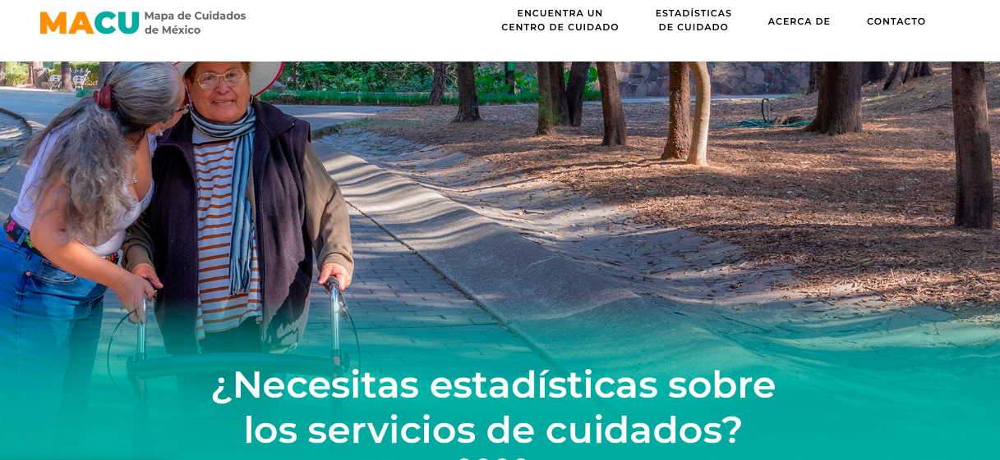 MACU Mapa de Cuidados
de México
ENCUENTRA UN
CENTRO DE CUIDADO
ESTADÍSTICAS
DE CUIDADO
ACERCA DE
CONTACTO
¿Necesitas estadísticas sobre
los servicios de cuidados?